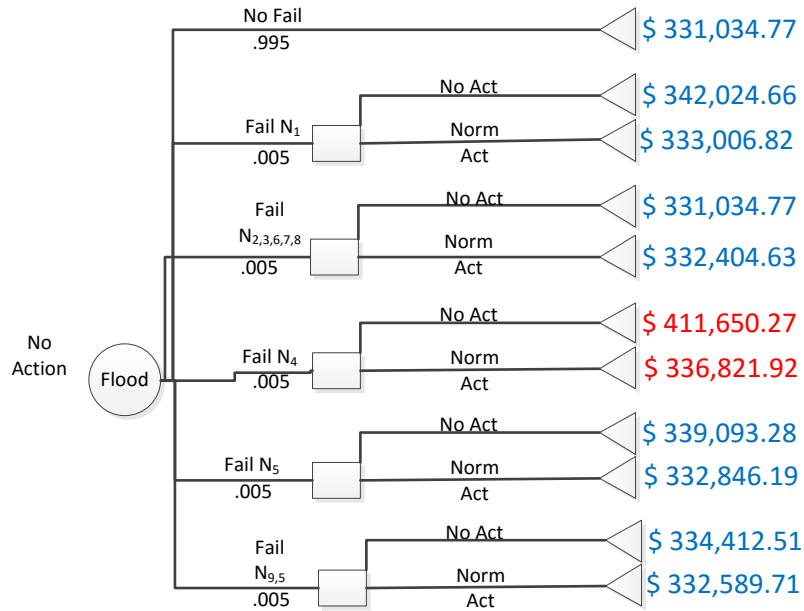 No Fail
.995
$ 331,034.77
No Act
$ 342,024.66
Fail N₁
.005
Norm
Act
$ 333,006.82
No Act
$ 331,034.77
Fail
N₂,₃,₆,₇,₈
.005
Norm
Act
$ 332,404.63
No Act
$ 411,650.27
No
Action
Flood
Fail N₄
.005
Norm
Act
$ 336,821.92
No Act
$ 339,093.28
Fail N₅
.005
Norm
Act
$ 332,846.19
No Act
$ 334,412.51
Fail
N₉,₅
.005
Norm
Act
$ 332,589.71